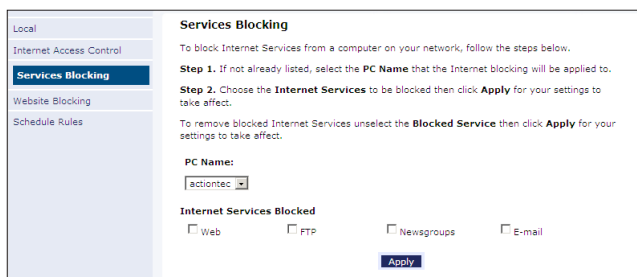 Local
Internet Access Control
Services Blocking
Website Blocking
Schedule Rules
Services Blocking
To block Internet Services from a computer on your network, follow the steps below.
Step 1. If not already listed, select the PC Name that the Internet blocking will be applied to.
Step 2. Choose the Internet Services to be blocked then click Apply for your settings to
take affect.
To remove blocked Internet Services unselect the Blocked Service then click Apply for your
settings to take affect.
PC Name:
actiontec
Internet Services Blocked
Web FTP Newsgroups E-mail
Apply